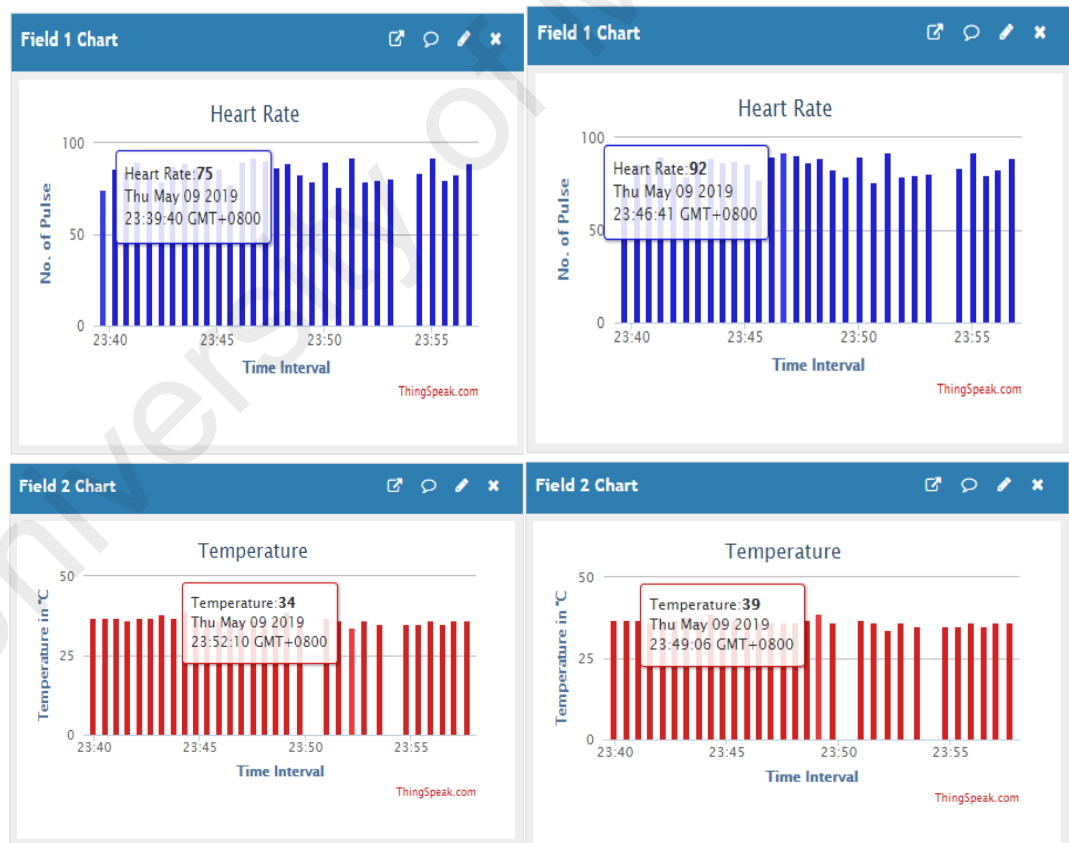 Field 1 Chart
Heart Rate
100
50
0
No. of Pulse
Heart Rate:75
Thu May 09 2019
23:39:40 GMT+0800
23:40 23:45 23:50 23:55
Time Interval
ThingSpeak.com
Field 1 Chart
Heart Rate
100
50
0
No. of Pulse
Heart Rate:92
Thu May 09 2019
23:46:41 GMT+0800
23:40 23:45 23:50 23:55
Time Interval
ThingSpeak.com
Field 2 Chart
Temperature
50
25
0
Temperature in °C
Temperature:34
Thu May 09 2019
23:52:10 GMT+0800
23:40 23:45 23:50 23:55
Time Interval
ThingSpeak.com
Field 2 Chart
Temperature
50
25
0
Temperature in °C
Temperature:39
Thu May 09 2019
23:49:06 GMT+0800
23:40 23:45 23:50 23:55
Time Interval
ThingSpeak.com
University of